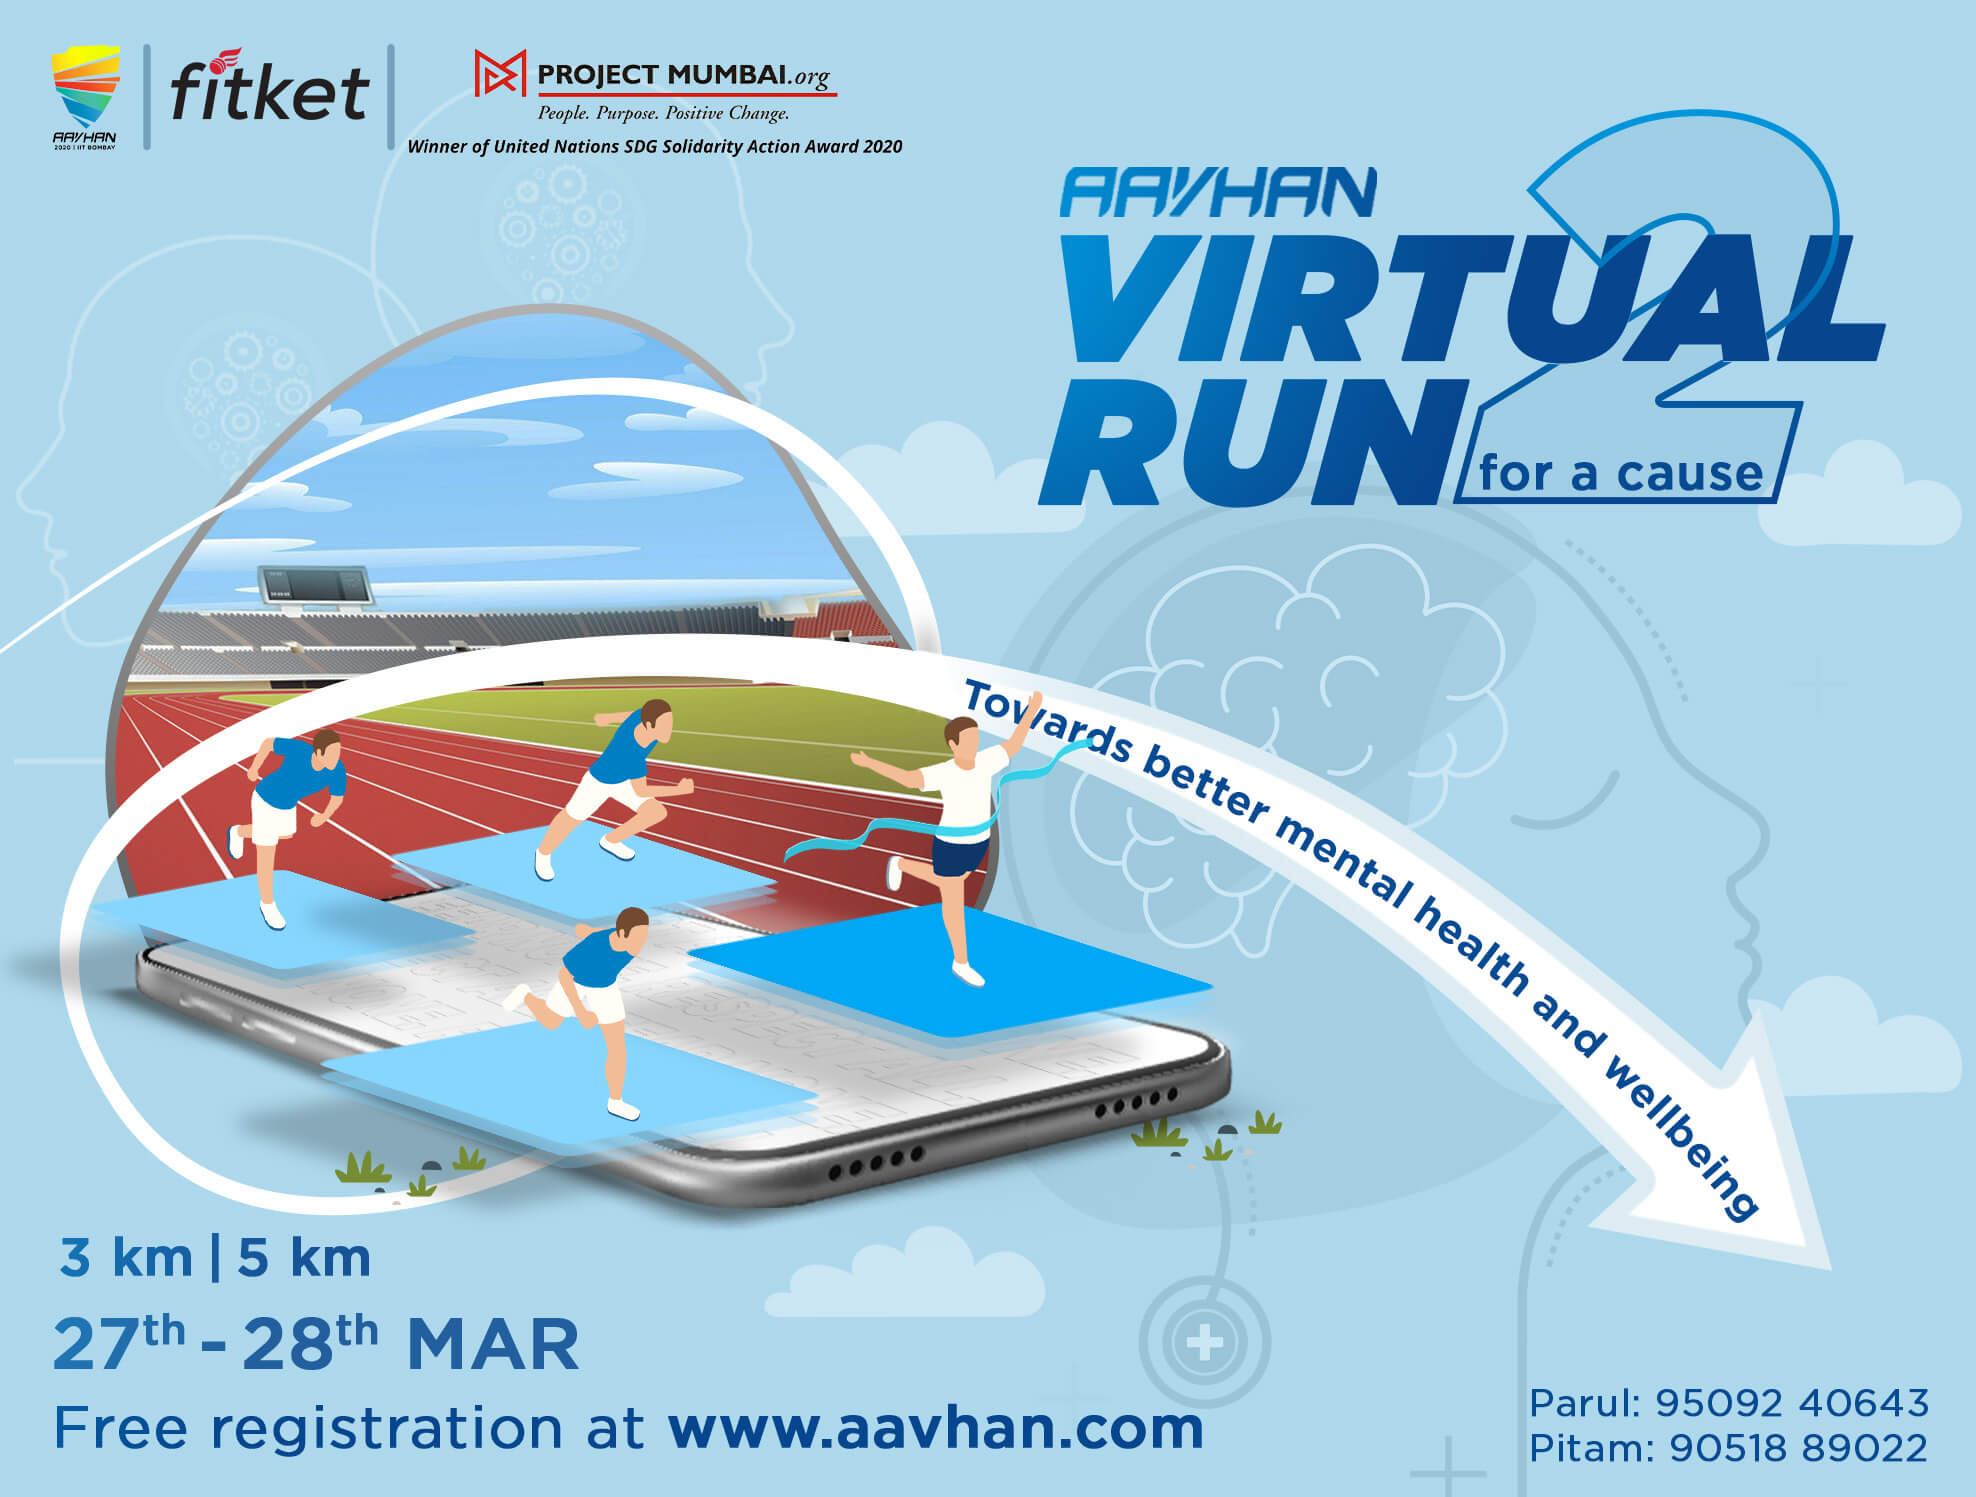 AAVHAN
2020 | IIT BOMBAY
fitket
PROJECT MUMBAI.org
People. Purpose. Positive Change.
Winner of United Nations SDG Solidarity Action Award 2020
AAVHAN
VIRTUAL
RUN 2
for a cause
Towards better mental health and wellbeing
3 km | 5 km
27th - 28th MAR
Free registration at www.aavhan.com
Parul: 95092 40643
Pitam: 90518 89022